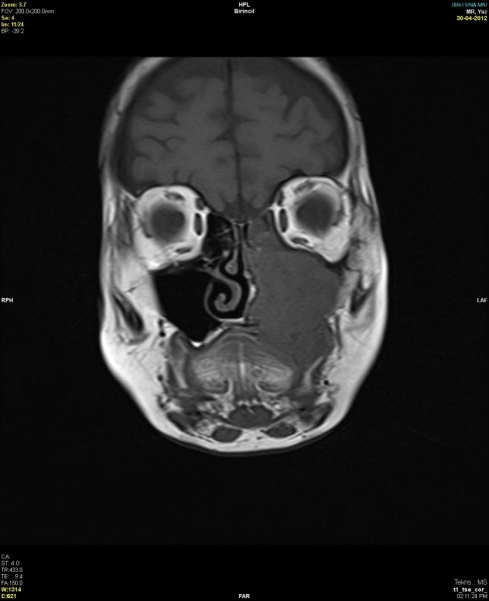 Zoom: 3.7
FOV: 200.0x200.0mm
Se: 4
Im: 11/24
BP: -39.2
HPL
Birincil
IBN-I SINA MRI
MR, Yuz
30-04-2012
RPH
LAF
CA:
ST: 4.0
TR:433.0
TE: 9.4
FA:150.0
W:1314
C:621
FAR
Tekns.: MS
t1_tse_cor_
02:11:24 PM